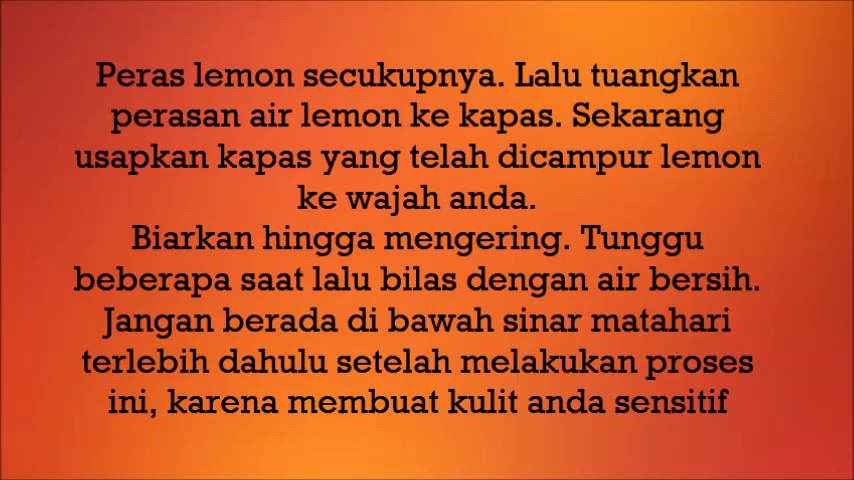 Peras lemon secukupnya. Lalu tuangkan
perasan air lemon ke kapas. Sekarang
usapkan kapas yang telah dicampur lemon
ke wajah anda.
Biarkan hingga mengering. Tunggu
beberapa saat lalu bilas dengan air bersih.
Jangan berada di bawah sinar matahari
terlebih dahulu setelah melakukan proses
ini, karena membuat kulit anda sensitif